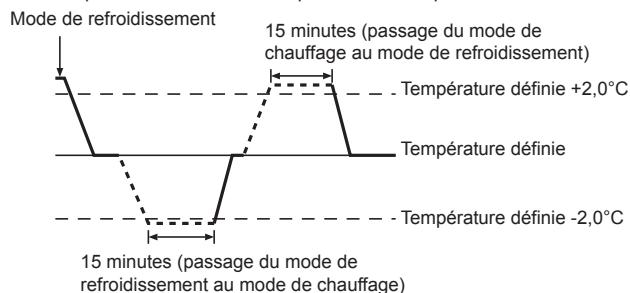 Mode de refroidissement
15 minutes (passage du mode de
chauffage au mode de refroidissement)
Température définie +2,0°C
Température définie
Température définie -2,0°C
15 minutes (passage du mode de
refroidissement au mode de chauffage)